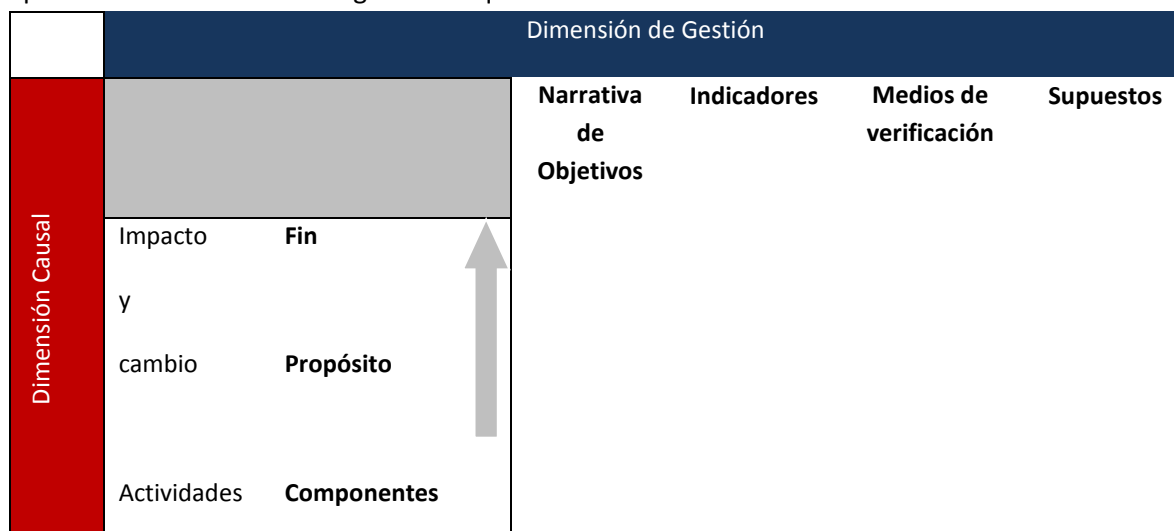 Dimensión de Gestión
Narrativa
de
Objetivos
Indicadores
Medios de
verificación
Supuestos
Dimensión Causal
Impacto
Fin
y
cambio
Propósito
Actividades
Componentes